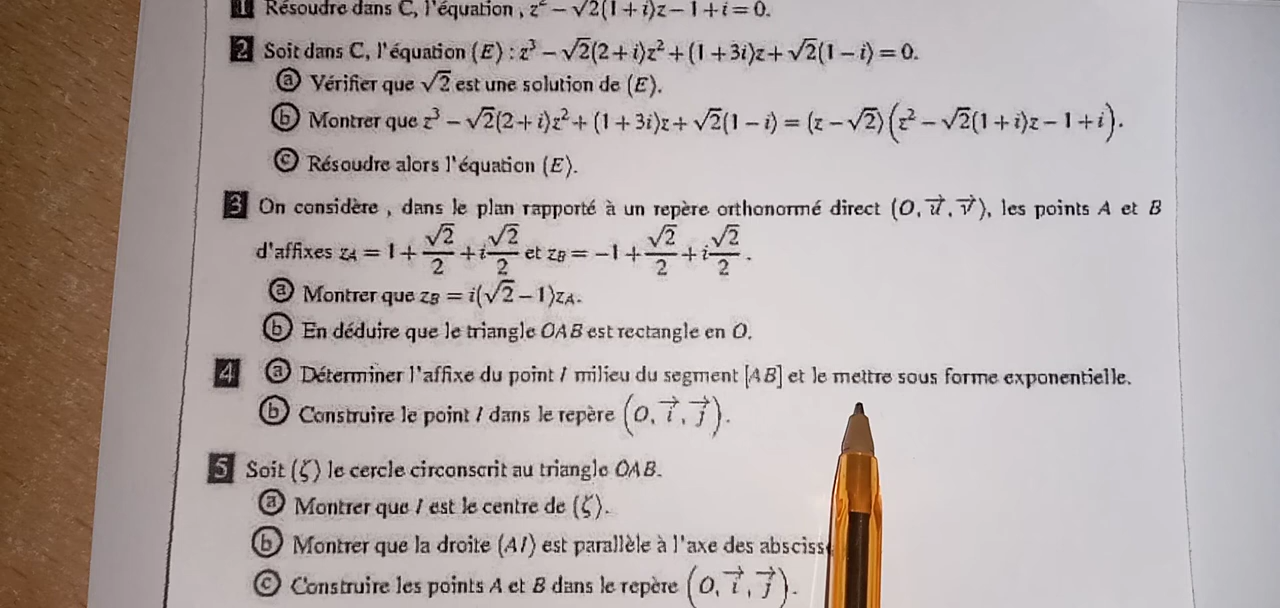 1 Résoudre dans C, l'équation, z² − √2(1+i)z − 1 + i = 0.
2 Soit dans C, l'équation (E) : z³ − √2(2+i)z² + (1+3i)z + √2(1−i) = 0.
a Vérifier que √2 est une solution de (E).
b Montrer que z³ − √2(2+i)z² + (1+3i)z + √2(1−i) = (z − √2)(z² − √2(1+i)z − 1 + i).
c Résoudre alors l'équation (E).
3 On considère , dans le plan rapporté à un repère orthonormé direct (O, u⃗, v⃗), les points A et B
d'affixes z_A = 1 + √2/2 + i√2/2 et z_B = −1 + √2/2 + i√2/2.
a Montrer que z_B = i(√2 − 1)z_A.
b En déduire que le triangle OAB est rectangle en O.
4 a Déterminer l'affixe du point I milieu du segment [AB] et le mettre sous forme exponentielle.
b Construire le point I dans le repère (O, i⃗, j⃗).
5 Soit (ζ) le cercle circonscrit au triangle OAB.
a Montrer que I est le centre de (ζ).
b Montrer que la droite (AI) est parallèle à l'axe des
c Construire les points A et B dans le repère (O, i⃗, j⃗).